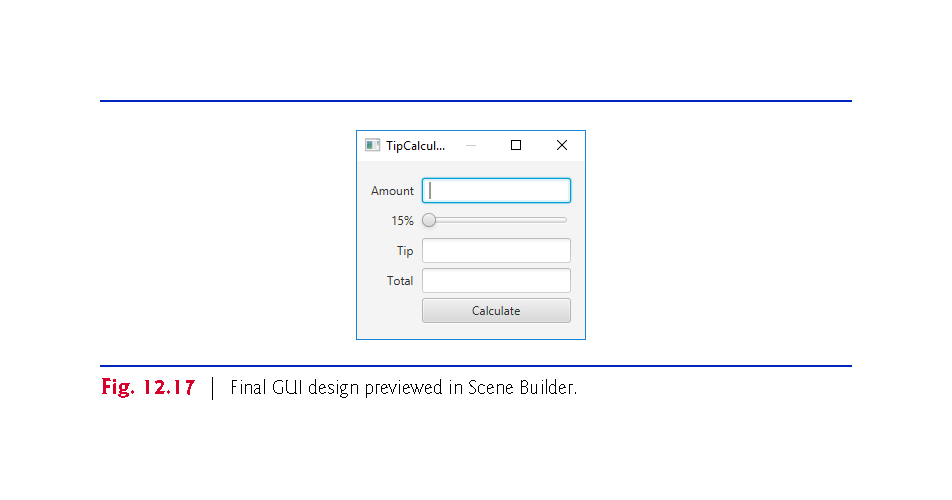 TipCalcul...
Amount
15%
Tip
Total
Calculate
Fig. 12.17 | Final GUI design previewed in Scene Builder.